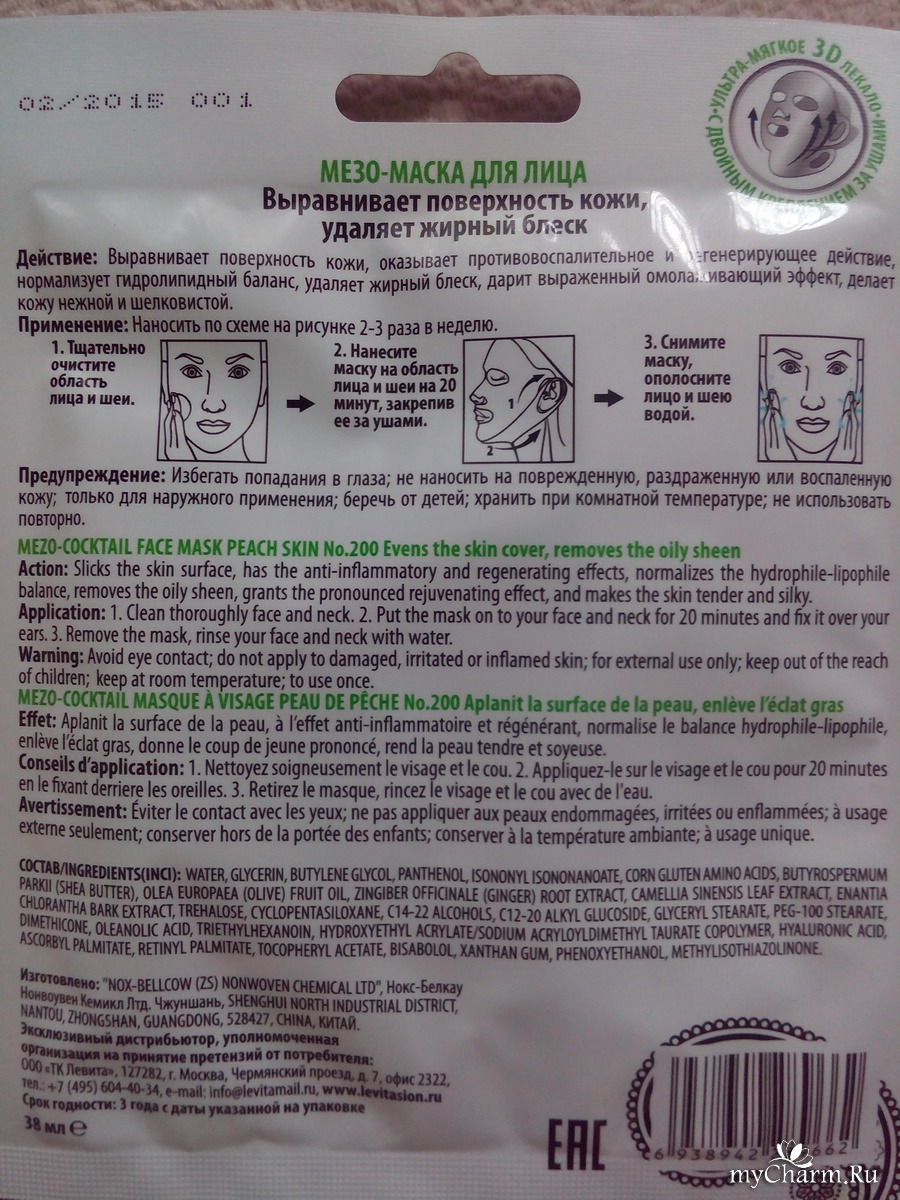 02/2015 001
УЛЬТРА-МЯГКОЕ 3D ЛЕКАЛО
С ДВОЙНЫМ КРЕПЛЕНИЕМ ЗА УШАМИ
МЕЗО-МАСКА ДЛЯ ЛИЦА
Выравнивает поверхность кожи,
удаляет жирный блеск
Действие: Выравнивает поверхность кожи, оказывает противовоспалительное и регенерирующее действие,
нормализует гидролипидный баланс, удаляет жирный блеск, дарит выраженный омолаживающий эффект, делает
кожу нежной и шелковистой.
Применение: Наносить по схеме на рисунке 2-3 раза в неделю.
1. Тщательно
очистите
область
лица и шеи.
2. Нанесите
маску на область
лица и шеи на 20
минут, закрепив
ее за ушами.
1
2
3. Снимите
маску,
ополосните
лицо и шею
водой.
Предупреждение: Избегать попадания в глаза; не наносить на поврежденную, раздраженную или воспаленную
кожу; только для наружного применения; беречь от детей; хранить при комнатной температуре; не использовать
повторно.
MEZO-COCKTAIL FACE MASK PEACH SKIN No.200 Evens the skin cover, removes the oily sheen
Action: Slicks the skin surface, has the anti-inflammatory and regenerating effects, normalizes the hydrophile-lipophile
balance, removes the oily sheen, grants the pronounced rejuvenating effect, and makes the skin tender and silky.
Application: 1. Clean thoroughly face and neck. 2. Put the mask on to your face and neck for 20 minutes and fix it over your
ears. 3. Remove the mask, rinse your face and neck with water.
Warning: Avoid eye contact; do not apply to damaged, irritated or inflamed skin; for external use only; keep out of the reach
of children; keep at room temperature; to use once.
MEZO-COCKTAIL MASQUE À VISAGE PEAU DE PÊCHE No.200 Aplanit la surface de la peau, enlève l'éclat gras
Effet: Aplanit la surface de la peau, à l'effet anti-inflammatoire et régénérant, normalise le balance hydrophile-lipophile,
enlève l'éclat gras, donne le coup de jeune prononcé, rend la peau tendre et soyeuse.
Conseils d'application: 1. Nettoyez soigneusement le visage et le cou. 2. Appliquez-le sur le visage et le cou pour 20 minutes
en le fixant derriere les oreilles. 3. Retirez le masque, rincez le visage et le cou avec de l'eau.
Avertissement: Éviter le contact avec les yeux; ne pas appliquer aux peaux endommagées, irritées ou enflammées; à usage
externe seulement; conserver hors de la portée des enfants; conserver à la température ambiante; à usage unique.
СОСТАВ/INGREDIENTS(INCI): WATER, GLYCERIN, BUTYLENE GLYCOL, PANTHENOL, ISONONYL ISONONANOATE, CORN GLUTEN AMINO ACIDS, BUTYROSPERMUM
PARKII (SHEA BUTTER), OLEA EUROPAEA (OLIVE) FRUIT OIL, ZINGIBER OFFICINALE (GINGER) ROOT EXTRACT, CAMELLIA SINENSIS LEAF EXTRACT, ENANTIA
CHLORANTHA BARK EXTRACT, TREHALOSE, CYCLOPENTASILOXANE, C14-22 ALCOHOLS, C12-20 ALKYL GLUCOSIDE, GLYCERYL STEARATE, PEG-100 STEARATE,
DIMETHICONE, OLEANOLIC ACID, TRIETHYLHEXANOIN, HYDROXYETHYL ACRYLATE/SODIUM ACRYLOYLDIMETHYL TAURATE COPOLYMER, HYALURONIC ACID,
ASCORBYL PALMITATE, RETINYL PALMITATE, TOCOPHERYL ACETATE, BISABOLOL, XANTHAN GUM, PHENOXYETHANOL, METHYLISOTHIAZOLINONE.
Изготовлено: "NOX-BELLCOW (ZS) NONWOVEN CHEMICAL LTD", Нокс-Белкау
Нонвоувен Кемикл Лтд. Чжуншань, SHENGHUI NORTH INDUSTRIAL DISTRICT,
NANTOU, ZHONGSHAN, GUANGDONG, 528427, CHINA, КИТАЙ.
Эксклюзивный дистрибьютор, уполномоченная
организация на принятие претензий от потребителя:
ООО «ТК Левита», 127282, г. Москва, Чермянский проезд, д. 7, офис 2322,
тел.: +7 (495) 604-40-34, e-mail: info@levitamail.ru, www.levitasion.ru
Срок годности: 3 года с даты указанной на упаковке
38 мл e
EAC
6 938942 662
myCharm.Ru